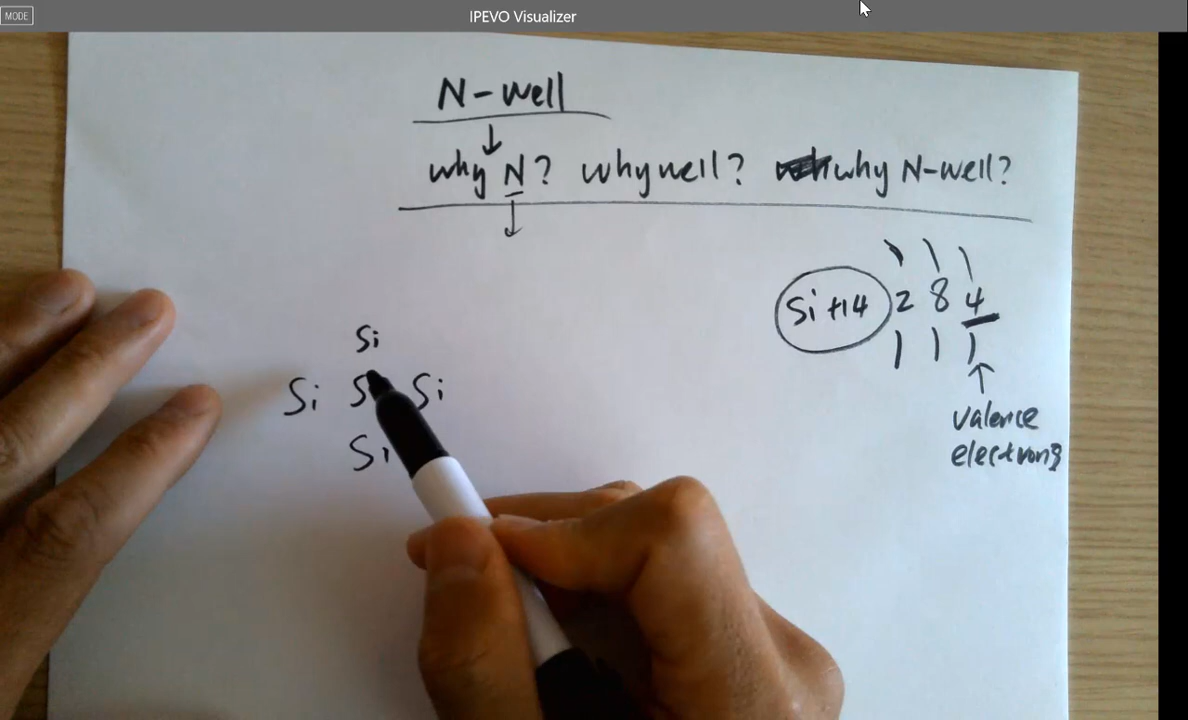 MODE
IPEVO Visualizer
N-well
why N? why well? why N-well?
Si +14 2 8 4
Si
Si Si
Si
valence
electrons